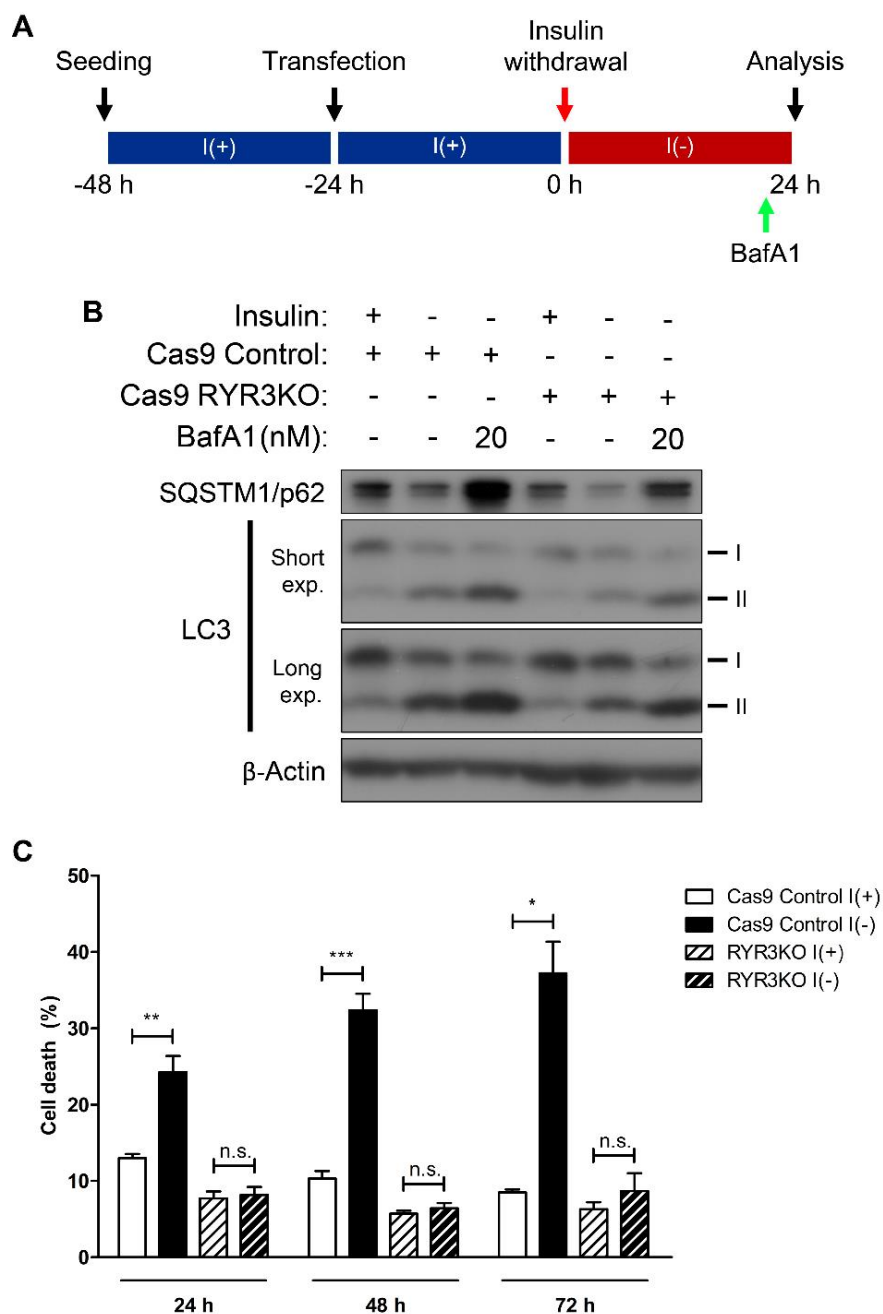 A
Seeding Transfection Insulin withdrawal Analysis
I(+) I(+) I(-)
-48 h -24 h 0 h 24 h
BafA1
B
Insulin: + - - + - -
Cas9 Control: + + + - - -
Cas9 RYR3KO: - - - + + +
BafA1(nM): - - 20 - - 20
SQSTM1/p62
LC3
Short exp.
I
II
Long exp.
I
II
β-Actin
C
Cell death (%)
50
40
30
20
10
0
** n.s. *** n.s. * n.s.
24 h 48 h 72 h
Cas9 Control I(+)
Cas9 Control I(-)
RYR3KO I(+)
RYR3KO I(-)